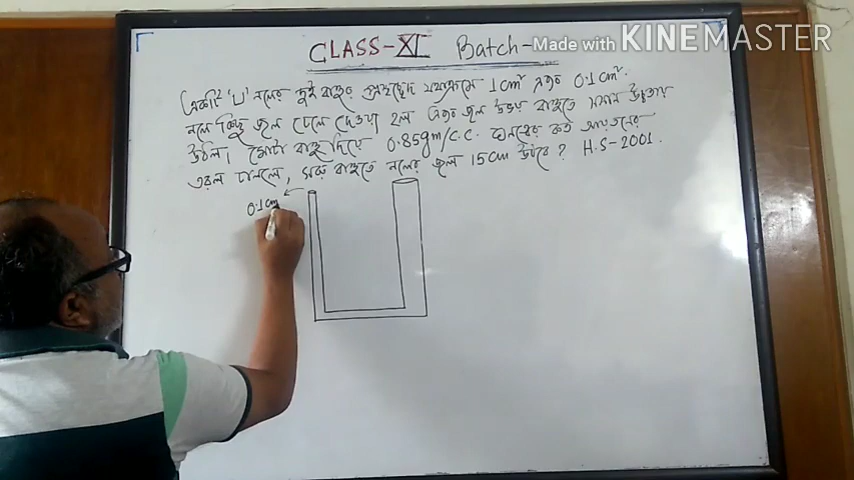 CLASS-XI Batch-
Made with KINEMASTER
একটি 'U' নলের দুই বাহুর প্রস্থচ্ছেদ যথাক্রমে 1cm² এবং 0.1cm².
নলে কিছু জল ঢেলে দেওয়া হল এবং জল উভয় বাহুতে সমান উচ্চতায়
উঠল। মোটা বাহু দিয়ে 0.85gm/c.c. ঘনত্বের কত আয়তনের
তরল ঢাললে, সরু বাহুতে নলের জল 15cm উঠবে? H.S-2001.
0.1cm